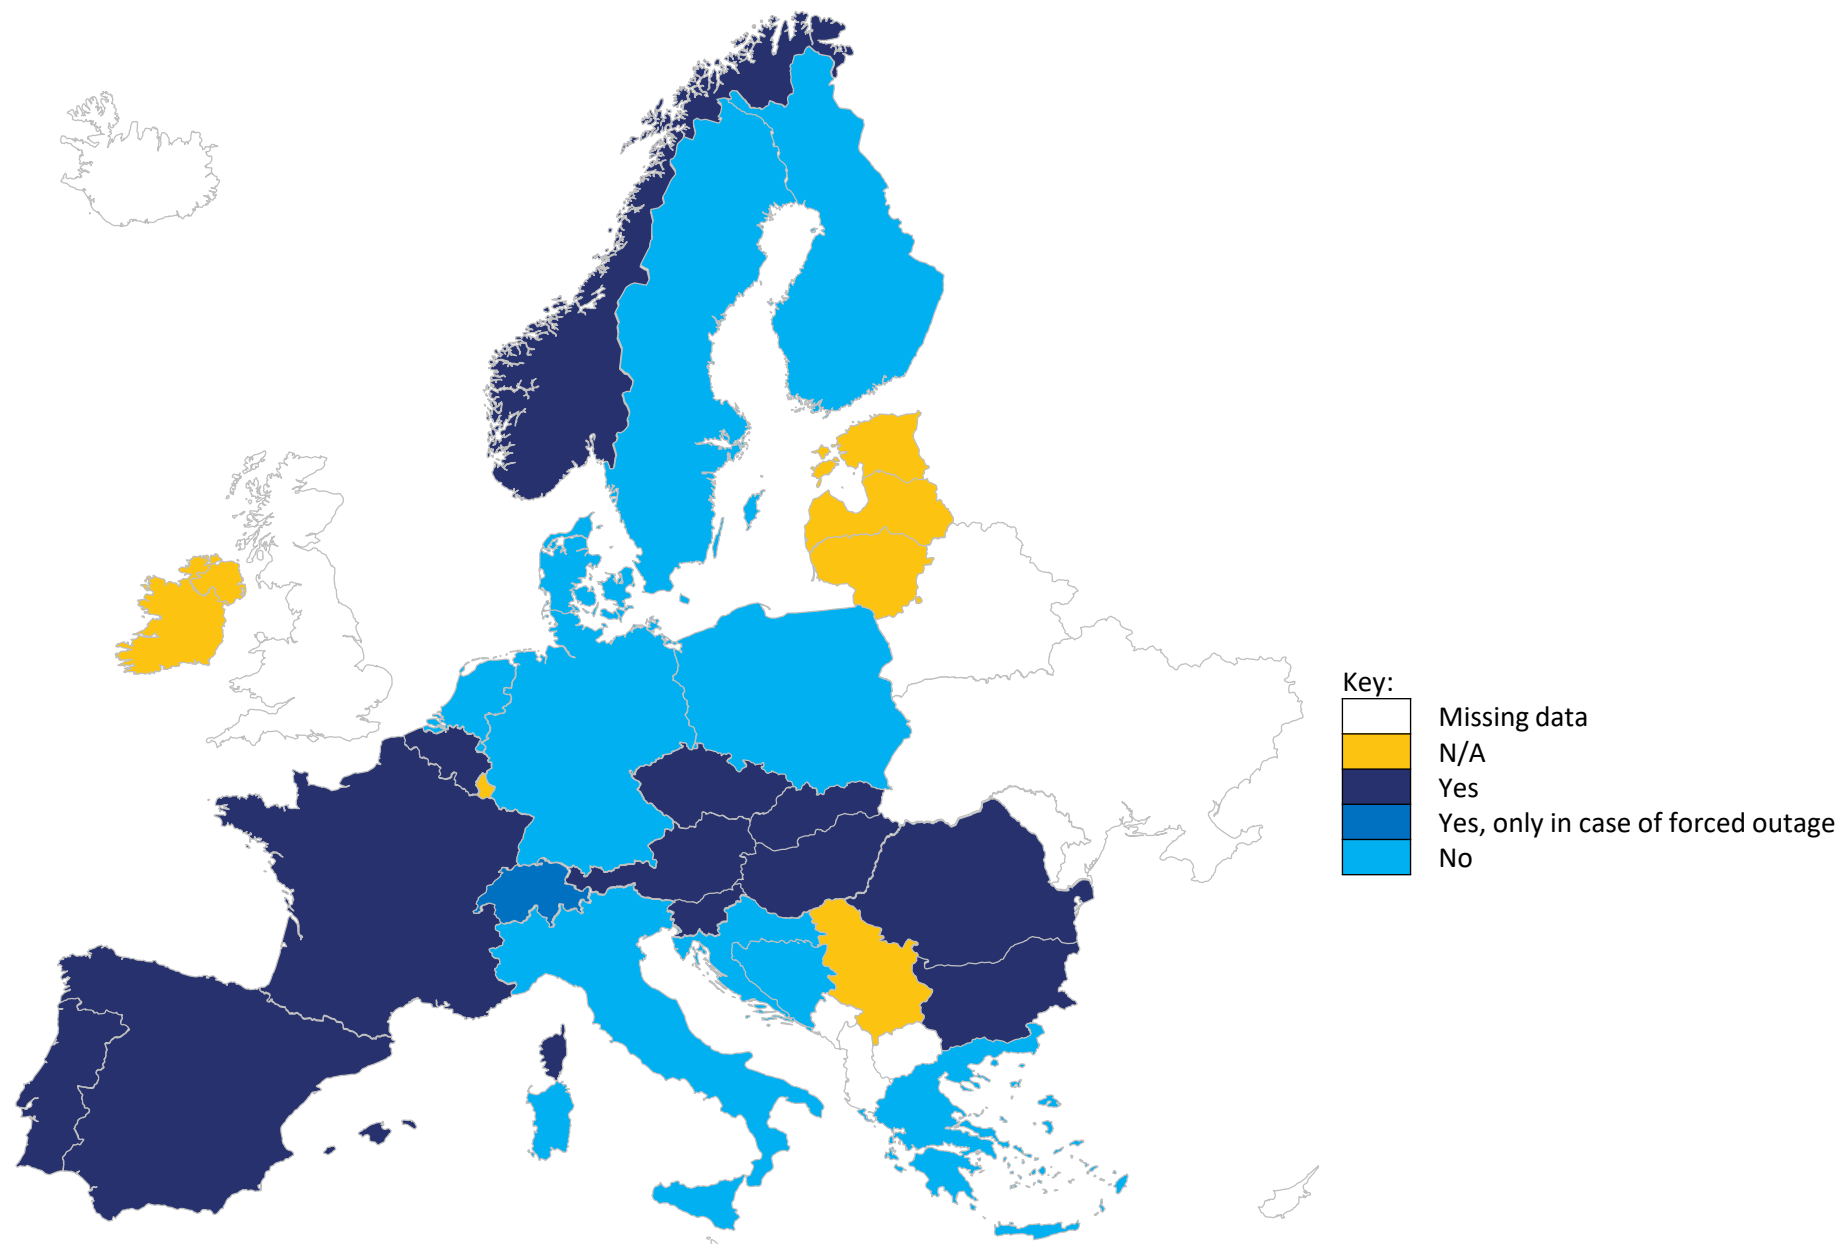 Key:
Missing data
N/A
Yes
Yes, only in case of forced outage
No